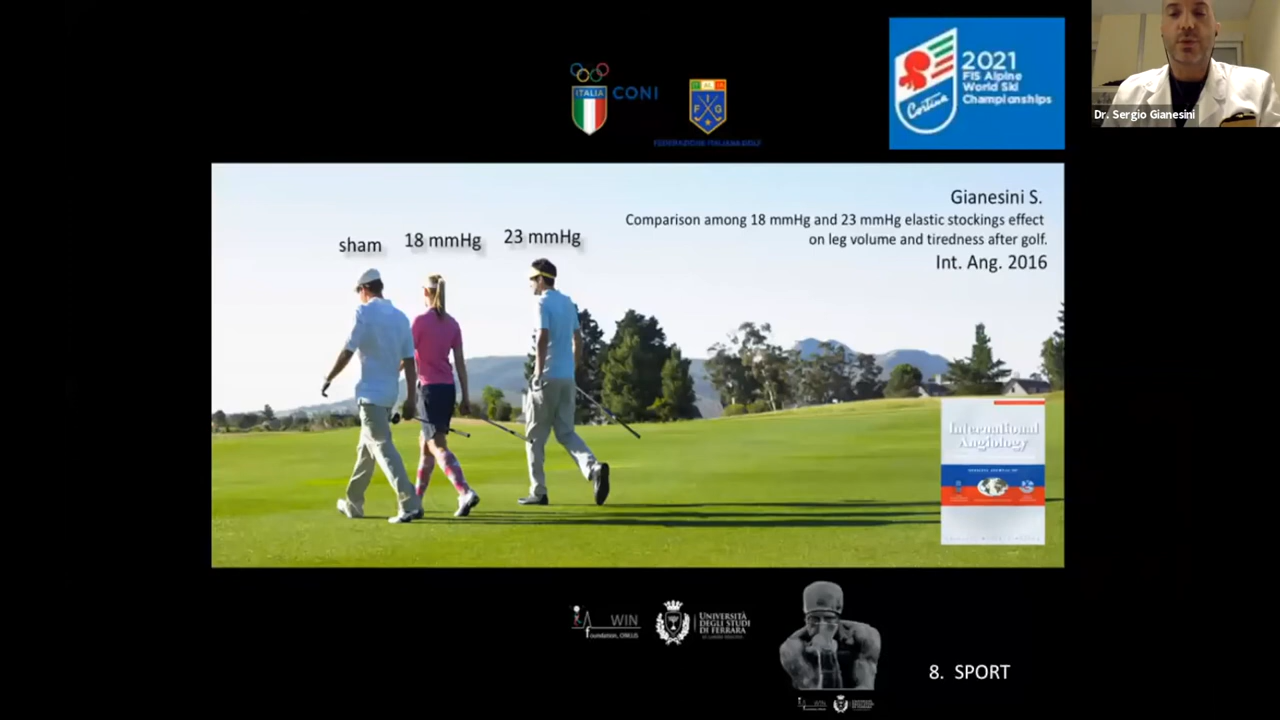 ITALIA
CONI
I T A L I A
F I G
FEDERAZIONE ITALIANA GOLF
Cortina
2021
FIS Alpine
World Ski
Championships
Dr. Sergio Gianesini
sham
18 mmHg
23 mmHg
Gianesini S.
Comparison among 18 mmHg and 23 mmHg elastic stockings effect
on leg volume and tiredness after golf.
Int. Ang. 2016
International
Angiology
WIN
foundation, ONLUS
UNIVERSITÀ
DEGLI STUDI
DI FERRARA
8. SPORT